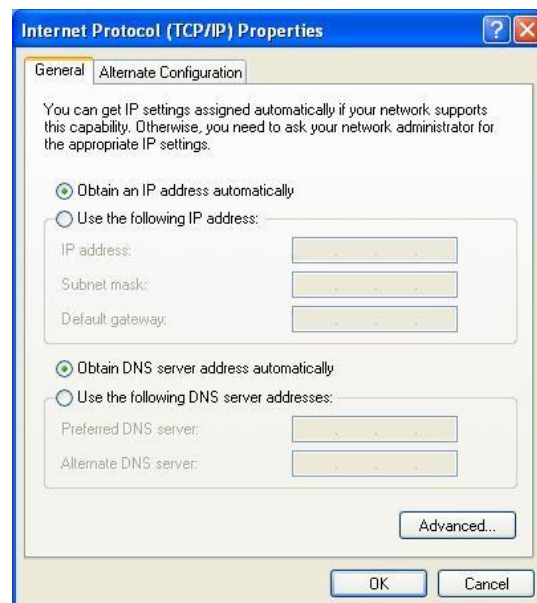 Internet Protocol (TCP/IP) Properties
General
Alternate Configuration
You can get IP settings assigned automatically if your network supports
this capability. Otherwise, you need to ask your network administrator for
the appropriate IP settings.
Obtain an IP address automatically
Use the following IP address:
IP address:
Subnet mask:
Default gateway:
Obtain DNS server address automatically
Use the following DNS server addresses:
Preferred DNS server:
Alternate DNS server:
Advanced...
OK
Cancel